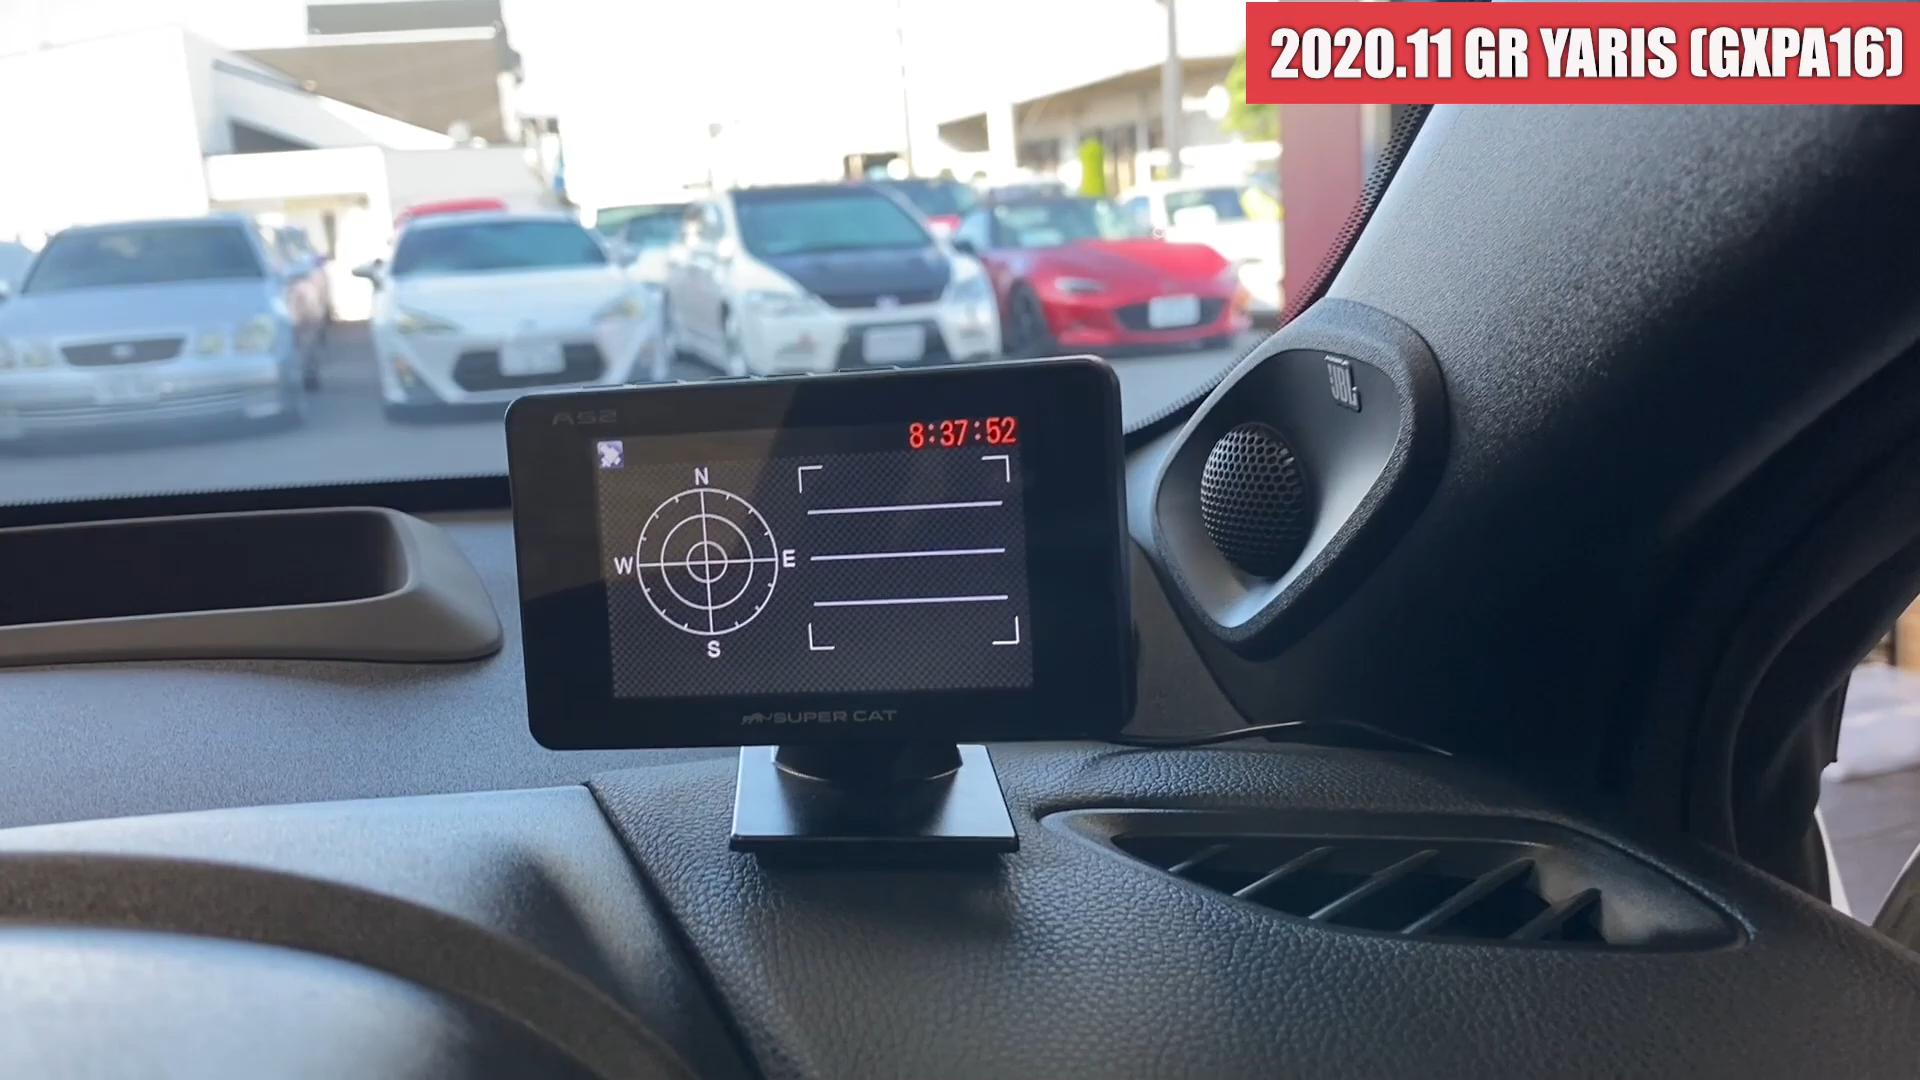 2020.11 GR YARIS (GXPA16)
JBL
A52
8:37:52
N
W
E
S
SUPER CAT